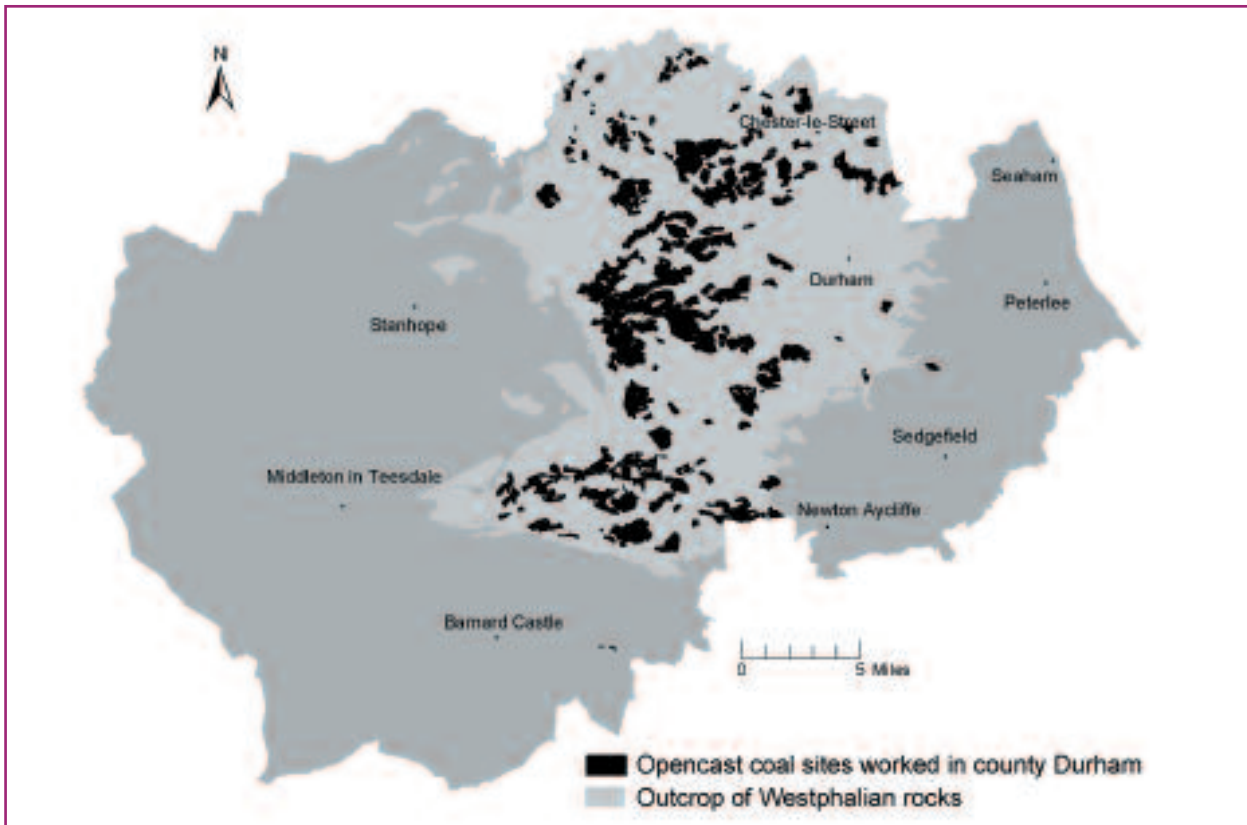 N
Chester-le-Street
Seaham
Durham
Peterlee
Stanhope
Sedgefield
Middleton in Teesdale
Newton Aycliffe
Barnard Castle
0 5 Miles
Opencast coal sites worked in county Durham
Outcrop of Westphalian rocks